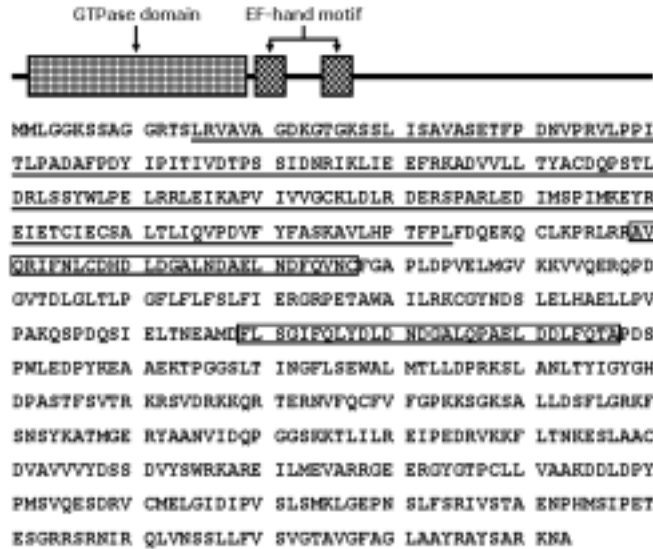 GTPase domain EF-hand motif
MMLGGKSSAG GRTSLRVAVA GDKGTGKSSL ISAVASETFP DNVPRVLPPI
TLPADAFPDY IPITIVDTPS SIDNRIKLIE EFRKADVVLL TYACDQPSTL
DRLSSYWLPE LRRLEIKAPV IVVGCKLDLR DERSPARLED IMSPIMKEYR
EIETCIECSA LTLIQVPDVF YFASKAVLHP TFPLFDQEKQ CLKPRLRRAV
QRIFNLCDHD LDGALNDAEL NDFQVNCFGA PLDPVELMGV KKVVQERQPD
GVTDLGLTLP GFLFLFSLFI ERGRPETAWA ILRKCGYNDS LELHAELLPV
PAKQSPDQSI ELTNEAMDFL SGIFQLYDLD NDGALQPAEL DDLFQTAPDS
PWLEDPYKEA AEKTPGGSLT INGFLSEWAL MTLLDPRKSL ANLTYIGYGH
DPASTFSVTR KRSVDRKKQR TERNVFQCFV FGPKKSGKSA LLDSFLGRKF
SNSYKATMGE RYAANVIDQP GGSKKTLILR EIPEDRVKKF LTNKESLAAC
DVAVVVYDSS DVYSWRKARE ILMEVARRGE ERGYGTPCLL VAAKDDLDPY
PMSVQESDRV CMELGIDIPV SLSMKLGEPN SLFSRIVSTA ENPHMSIPET
ESGRRSRNIR QLVNSSLLFV SVGTAVGFAG LAAYRAYSAR KNA